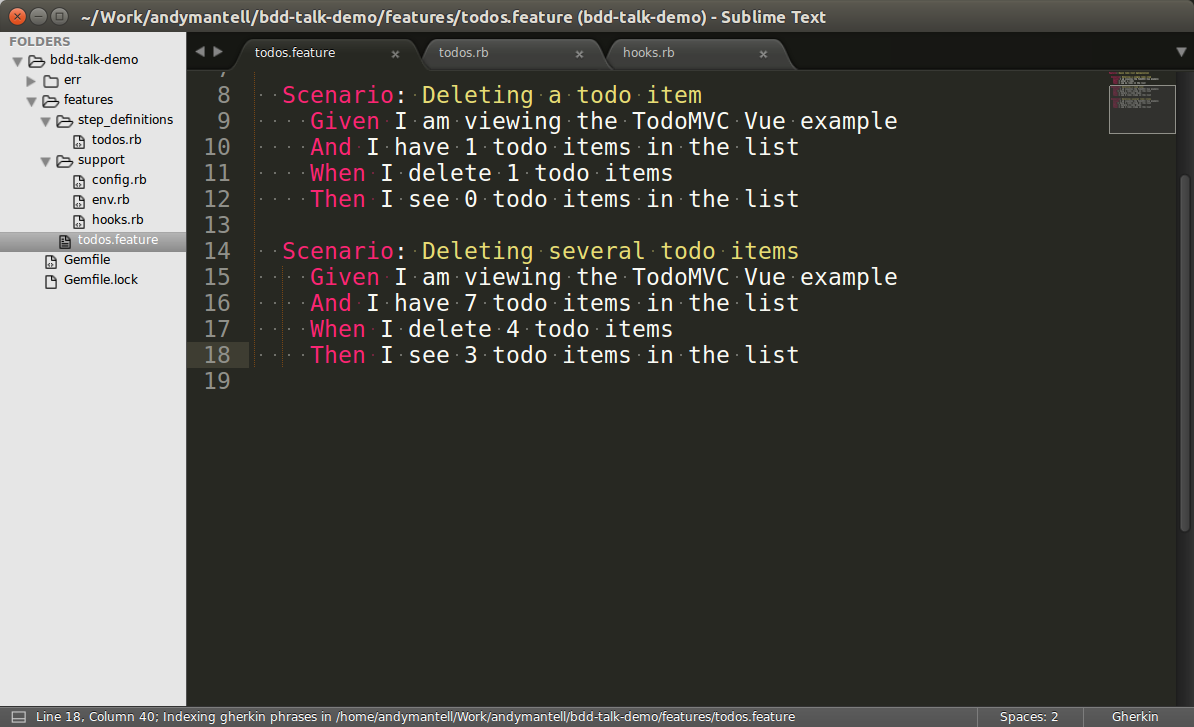 ~/Work/andymantell/bdd-talk-demo/features/todos.feature (bdd-talk-demo) - Sublime Text
FOLDERS
bdd-talk-demo
err
features
step_definitions
todos.rb
support
config.rb
env.rb
hooks.rb
todos.feature
Gemfile
Gemfile.lock
todos.feature × todos.rb × hooks.rb ×
8 Scenario: Deleting a todo item
9 Given I am viewing the TodoMVC Vue example
10 And I have 1 todo items in the list
11 When I delete 1 todo items
12 Then I see 0 todo items in the list
13
14 Scenario: Deleting several todo items
15 Given I am viewing the TodoMVC Vue example
16 And I have 7 todo items in the list
17 When I delete 4 todo items
18 Then I see 3 todo items in the list
19
Line 18, Column 40; Indexing gherkin phrases in /home/andymantell/Work/andymantell/bdd-talk-demo/features/todos.feature Spaces: 2 Gherkin